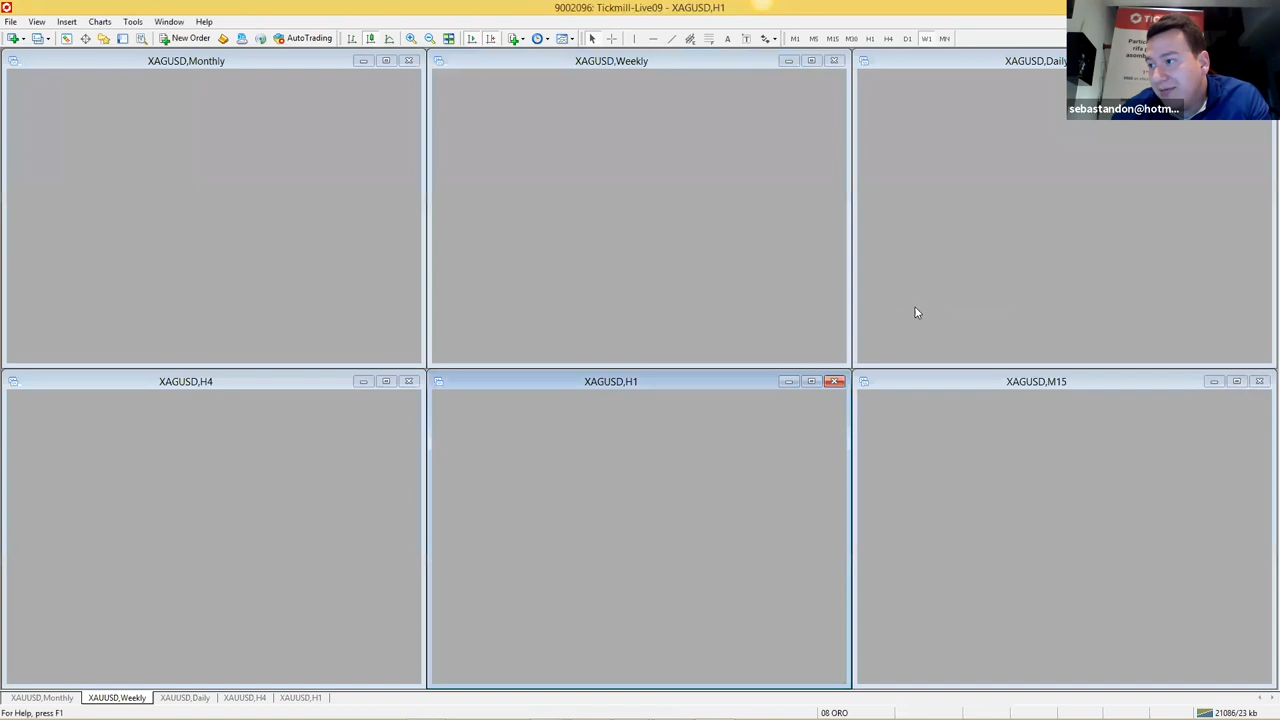 9002096: Tickmill-Live09 - XAGUSD,H1
File View Insert Charts Tools Window Help
New Order AutoTrading M1 M5 M15 M30 H1 H4 D1 W1 MN
XAGUSD,Monthly
XAGUSD,Weekly
XAGUSD,Daily
sebastandon@hotm...
XAGUSD,H4
XAGUSD,H1
XAGUSD,M15
XAUUSD,Monthly XAUUSD,Weekly XAUUSD,Daily XAUUSD,H4 XAUUSD,H1
For Help, press F1
08 ORO
21086/23 kb